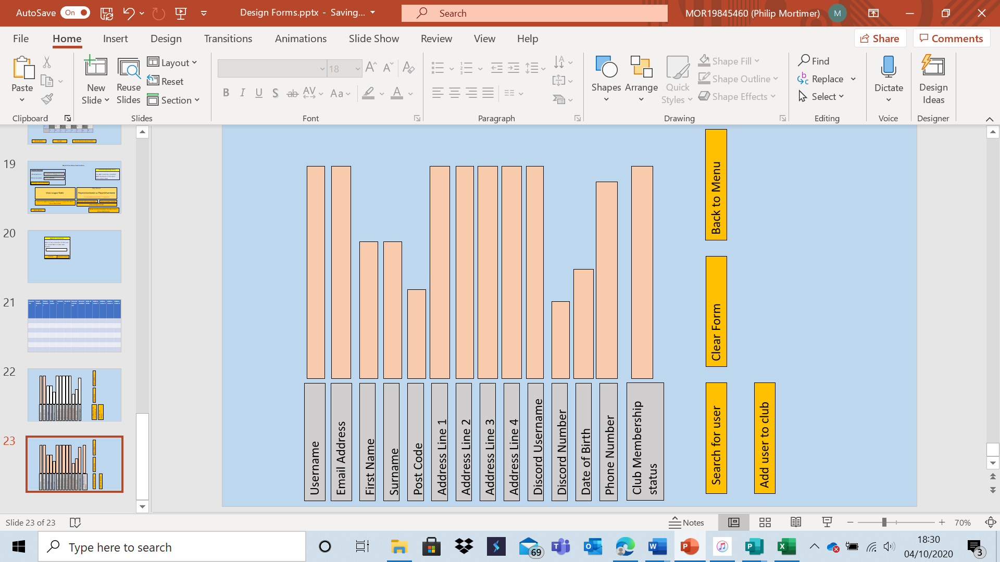 AutoSave On Design Forms.pptx - Saving... Search MOR19845460 (Philip Mortimer) M
File Home Insert Design Transitions Animations Slide Show Review View Help Share Comments
Paste
Clipboard
New Slide
Reuse Slides
Layout
Reset
Section
Slides
18
Font
Paragraph
Shapes
Arrange
Quick Styles
Shape Fill
Shape Outline
Shape Effects
Drawing
Find
Replace
Select
Editing
Dictate
Voice
Design Ideas
Designer
19
View League Table
20
21
22
23
Username
Email Address
First Name
Surname
Post Code
Address Line 1
Address Line 2
Address Line 3
Address Line 4
Discord Username
Discord Number
Date of Birth
Phone Number
Club Membership
status
Back to Menu
Clear Form
Search for user
Add user to club
Slide 23 of 23 Notes 70%
Type here to search
69
18:30
04/10/2020
3